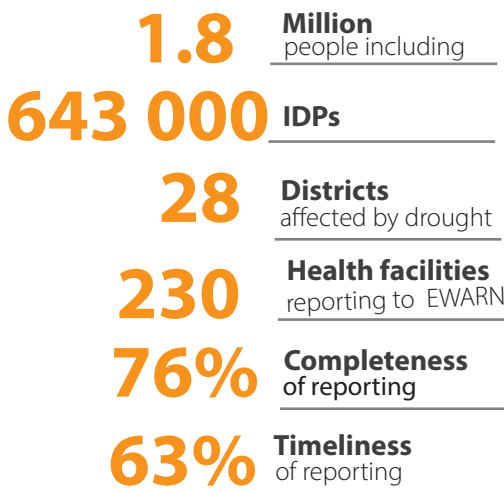 1.8 Million
people including
643 000 IDPs
28 Districts
affected by drought
230 Health facilities
reporting to EWARN
76% Completeness
of reporting
63% Timeliness
of reporting